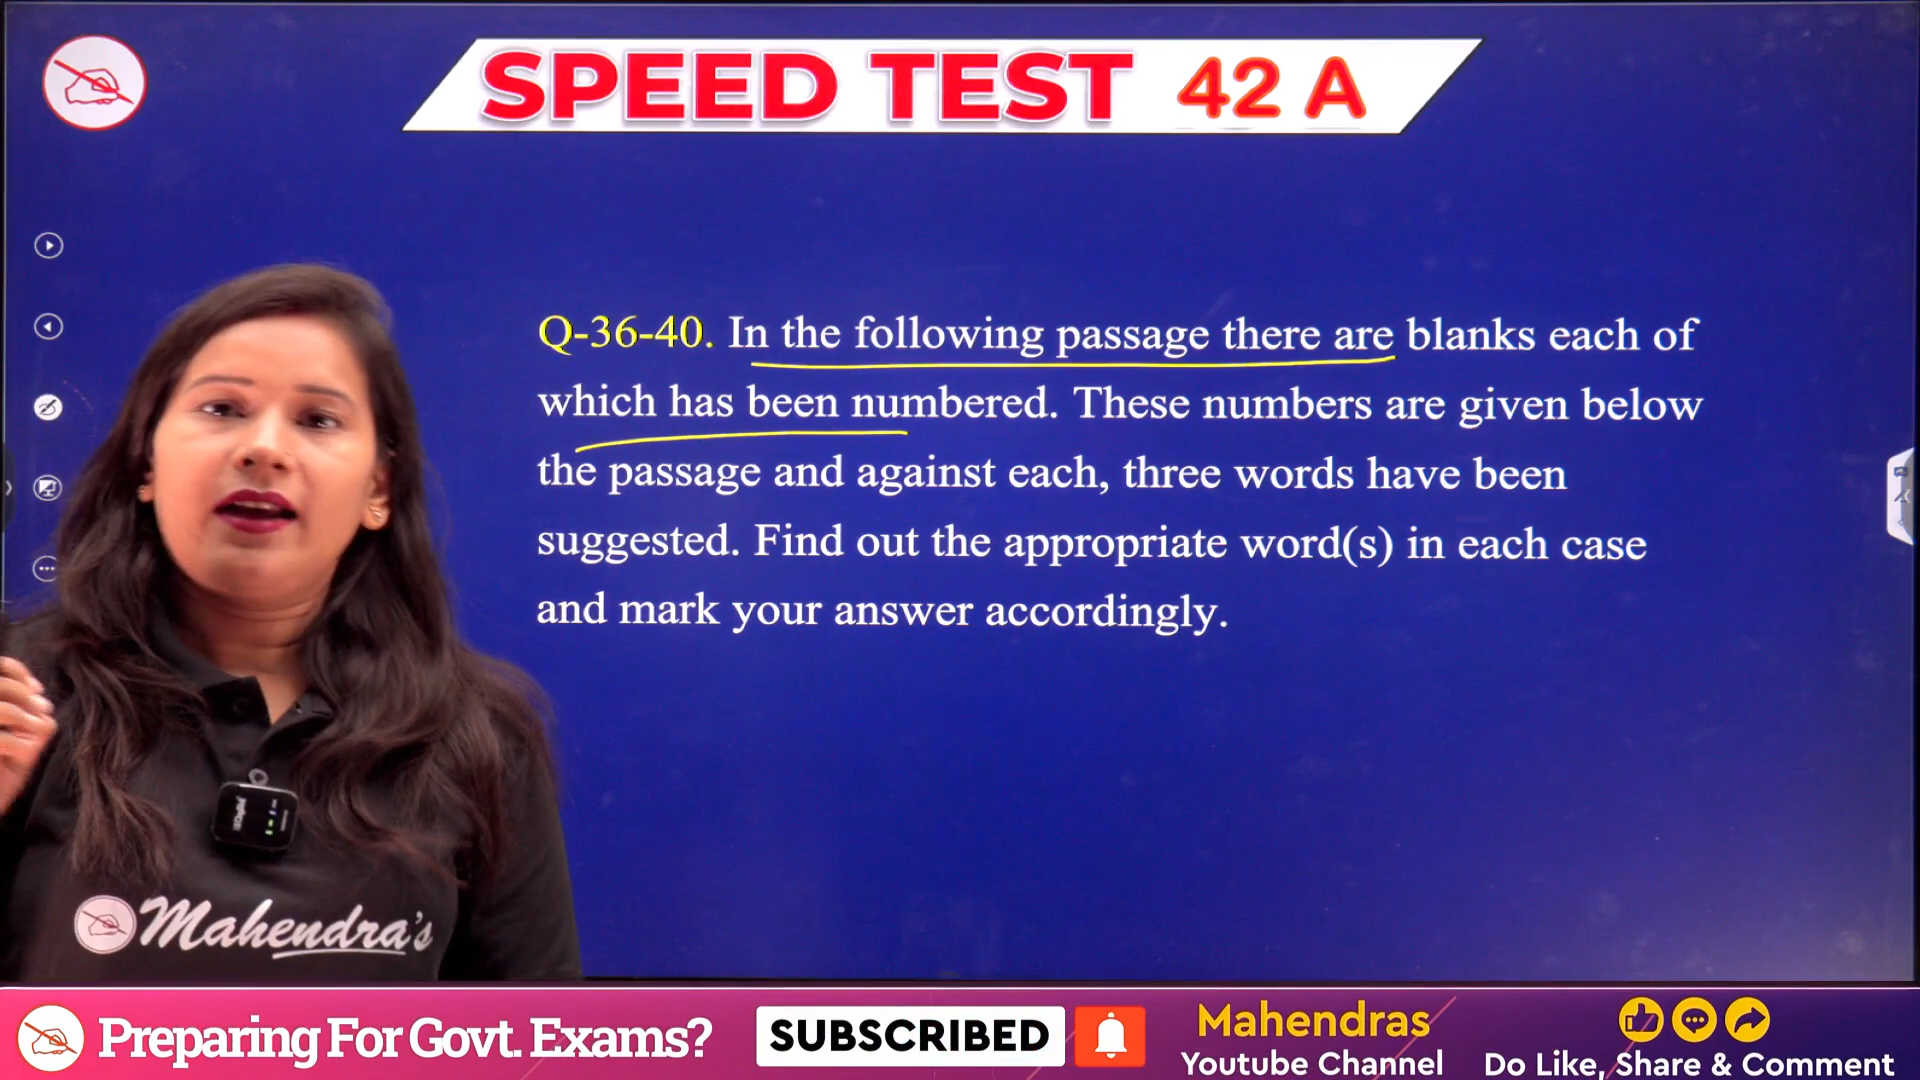 SPEED TEST 42 A
Q-36-40. In the following passage there are blanks each of
which has been numbered. These numbers are given below
the passage and against each, three words have been
suggested. Find out the appropriate word(s) in each case
and mark your answer accordingly.
Mahendra's
Preparing For Govt. Exams?
SUBSCRIBED
Mahendras
Youtube Channel
Do Like, Share & Comment